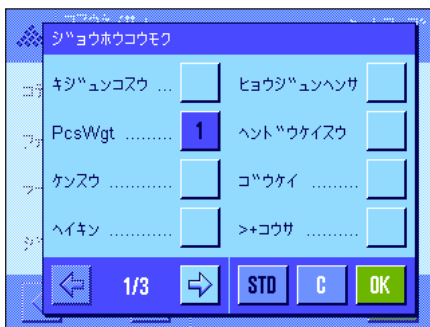 ジョウホウコウモク
キジュンコスウ ...
ヒョウジュンヘンサ
PcsWgt ......... 1
ヘンドウケイスウ
ケンスウ ............
ゴウケイ .........
ヘイキン ............
>+コウサ .........
1/3
STD
C
OK